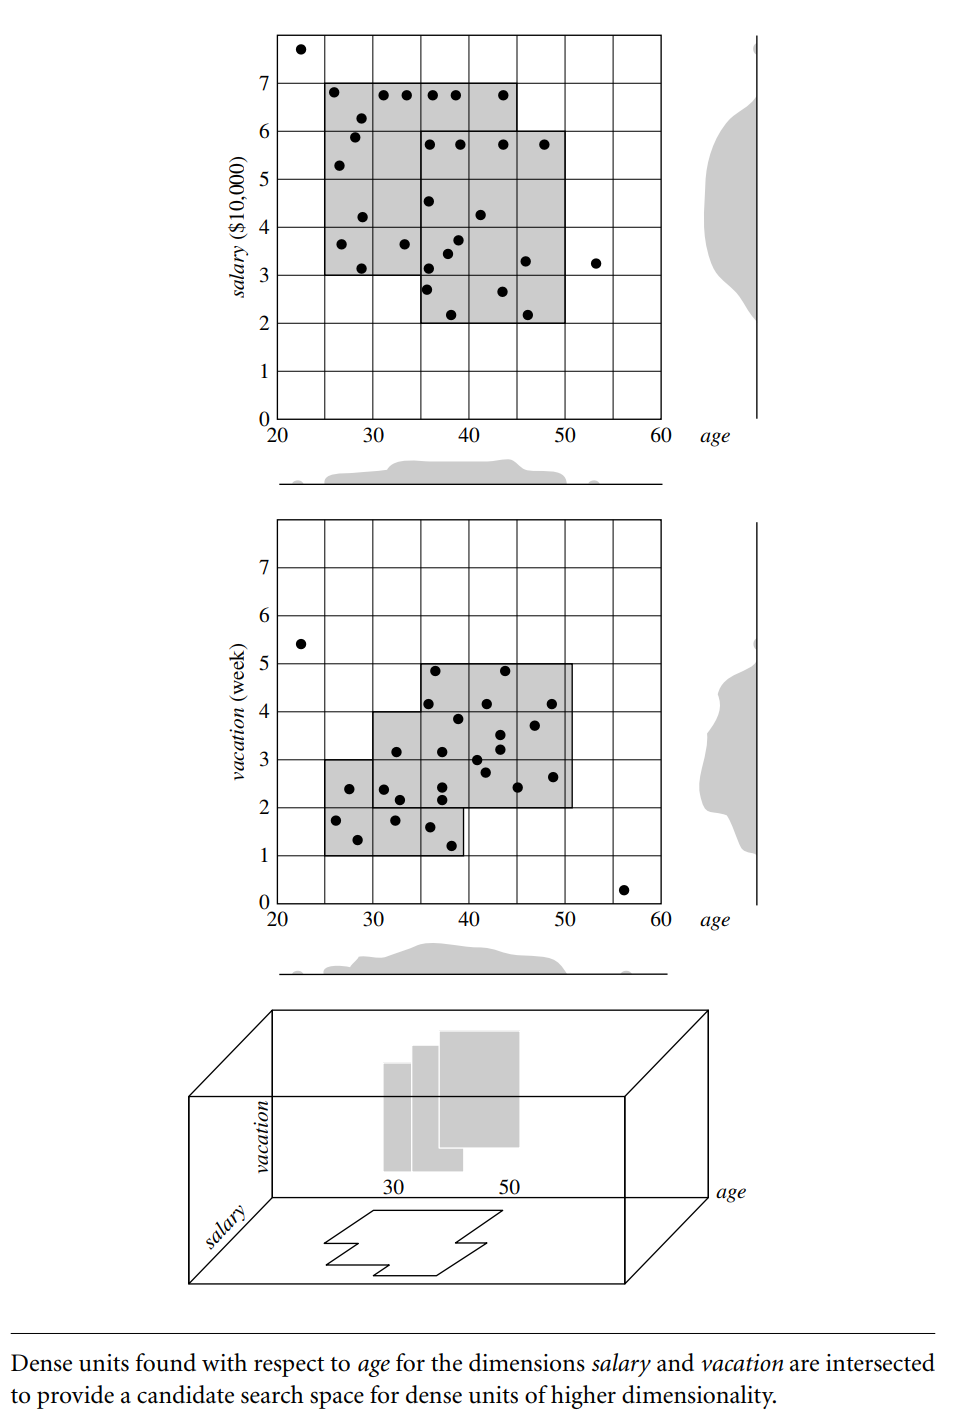 7
6
5
4
3
2
1
0
salary ($10,000)
20 30 40 50 60 age
7
6
5
4
3
2
1
0
vacation (week)
20 30 40 50 60 age
vacation
30 50
age
salary
Dense units found with respect to age for the dimensions salary and vacation are intersected
to provide a candidate search space for dense units of higher dimensionality.